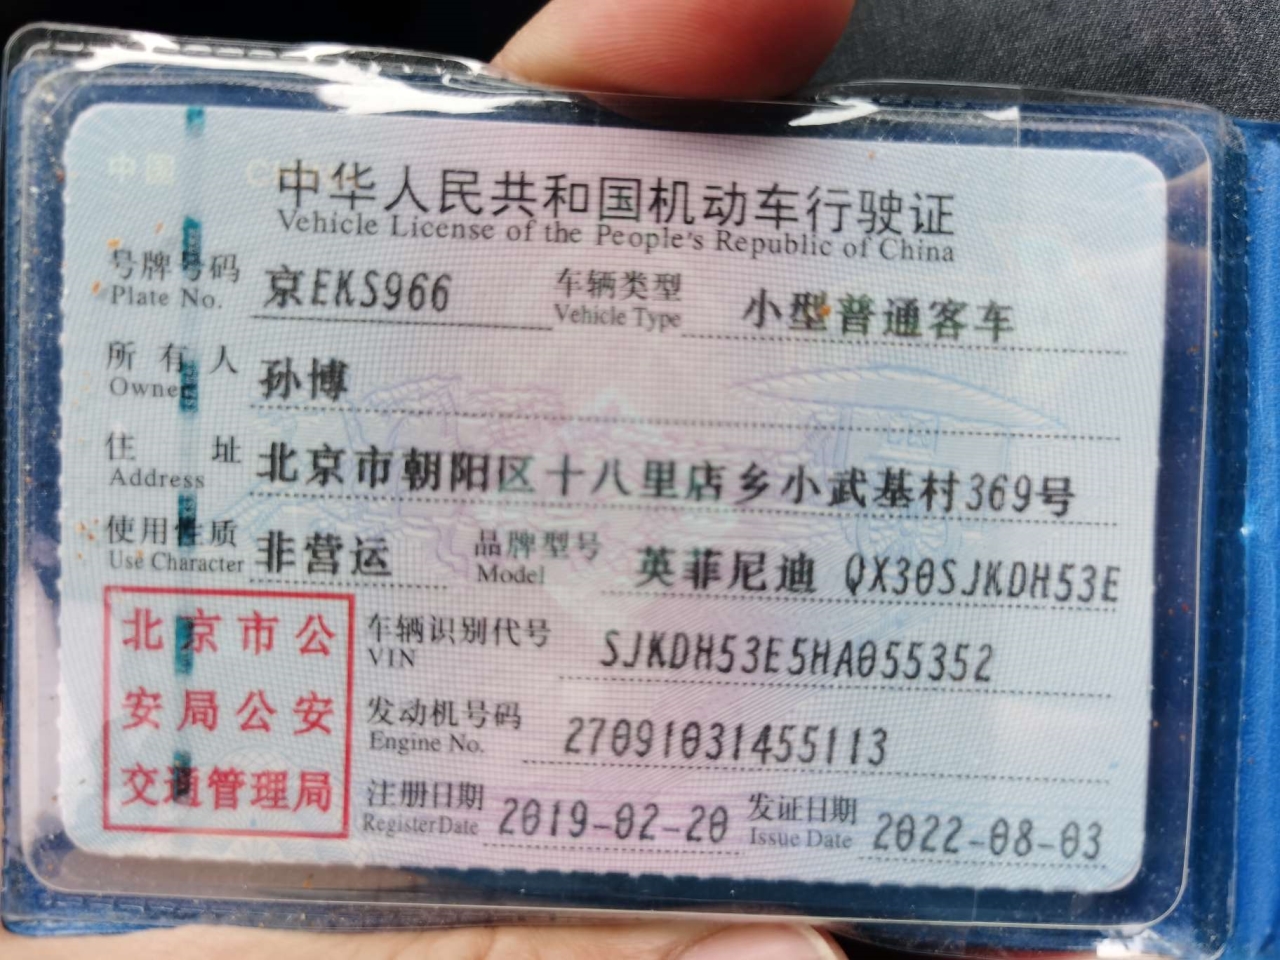 中华人民共和国机动车行驶证
Vehicle License of the People's Republic of China
号牌号码 京EKS966 车辆类型 小型普通客车
Plate No. Vehicle Type
所有人 孙博
Owner
住址 北京市朝阳区十八里店乡小武基村369号
Address
使用性质 非营运 品牌型号 英菲尼迪 QX30SJKDH53E
Use Character Model
北京市公
安局公安
交通管理局
车辆识别代号 SJKDH53E5HA055352
VIN
发动机号码 27091031455113
Engine No.
注册日期 2019-02-20 发证日期 2022-08-03
Register Date Issue Date